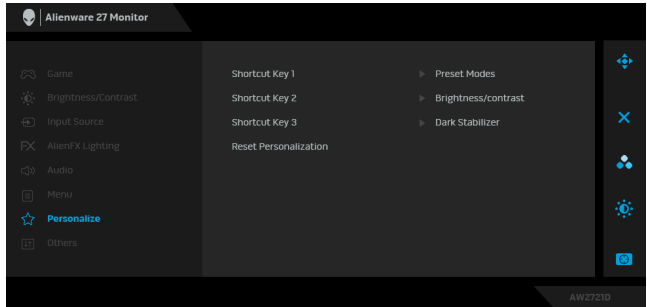 Alienware 27 Monitor
Game
Brightness/Contrast
Input Source
FX AlienFX Lighting
Audio
Menu
Personalize
Others
Shortcut Key 1 Preset Modes
Shortcut Key 2 Brightness/contrast
Shortcut Key 3 Dark Stabilizer
Reset Personalization
AW2721D